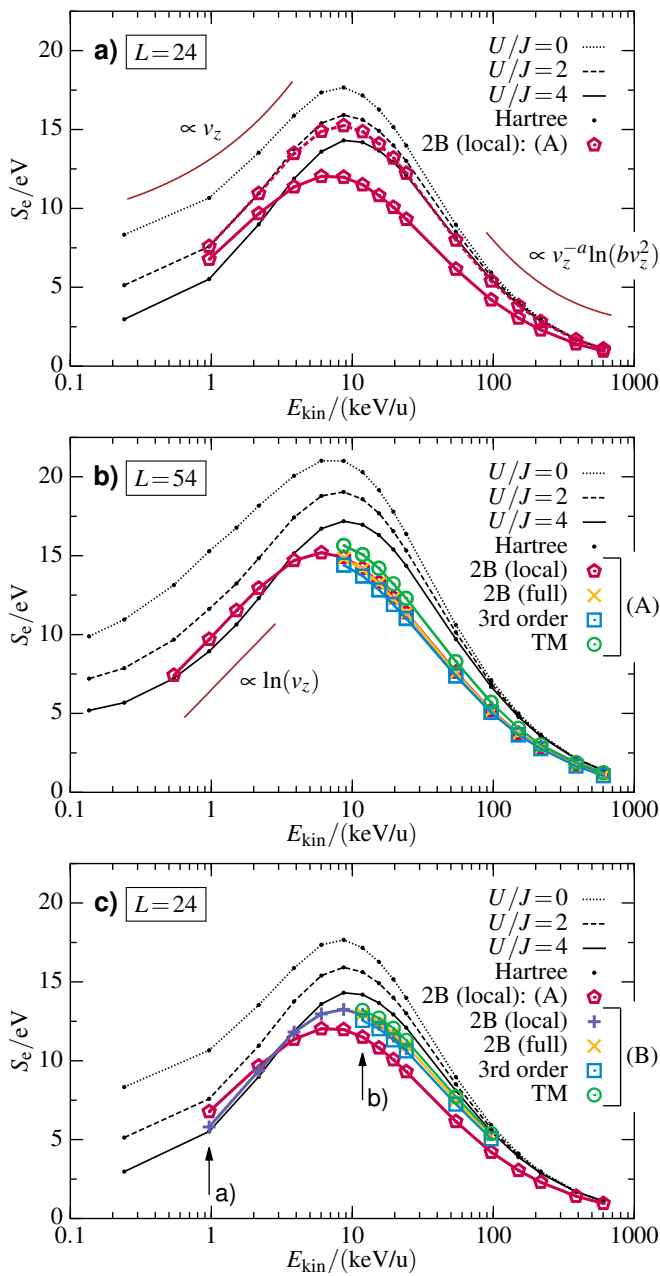 a) L=24
U/J=0
U/J=2
U/J=4
Hartree
2B (local): (A)
∝ v_z
∝ v_z^{-a} ln(bv_z^2)
S_e/eV
20
15
10
5
0
0.1 1 10 100 1000
E_kin/(keV/u)
b) L=54
U/J=0
U/J=2
U/J=4
Hartree
2B (local)
2B (full)
3rd order
TM
(A)
∝ ln(v_z)
S_e/eV
20
15
10
5
0
0.1 1 10 100 1000
E_kin/(keV/u)
c) L=24
U/J=0
U/J=2
U/J=4
Hartree
2B (local): (A)
2B (local)
2B (full)
3rd order
TM
(B)
b)
a)
S_e/eV
20
15
10
5
0
0.1 1 10 100 1000
E_kin/(keV/u)